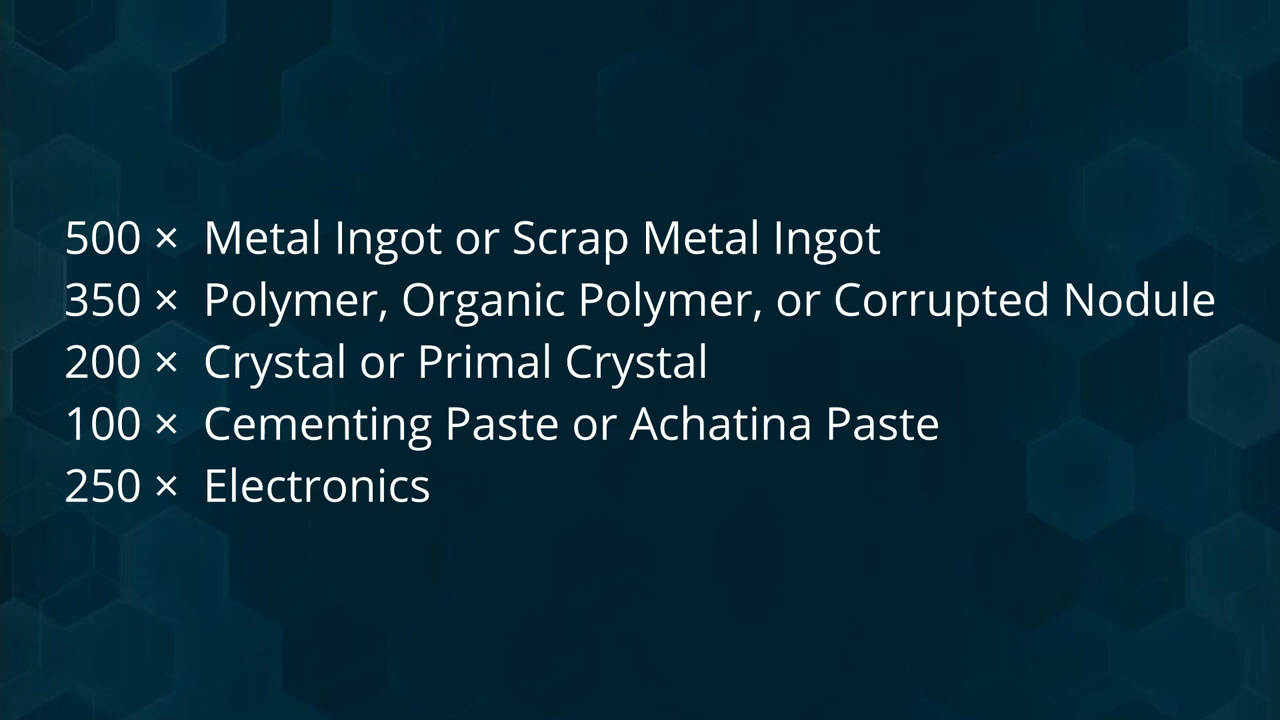 500 × Metal Ingot or Scrap Metal Ingot
350 × Polymer, Organic Polymer, or Corrupted Nodule
200 × Crystal or Primal Crystal
100 × Cementing Paste or Achatina Paste
250 × Electronics